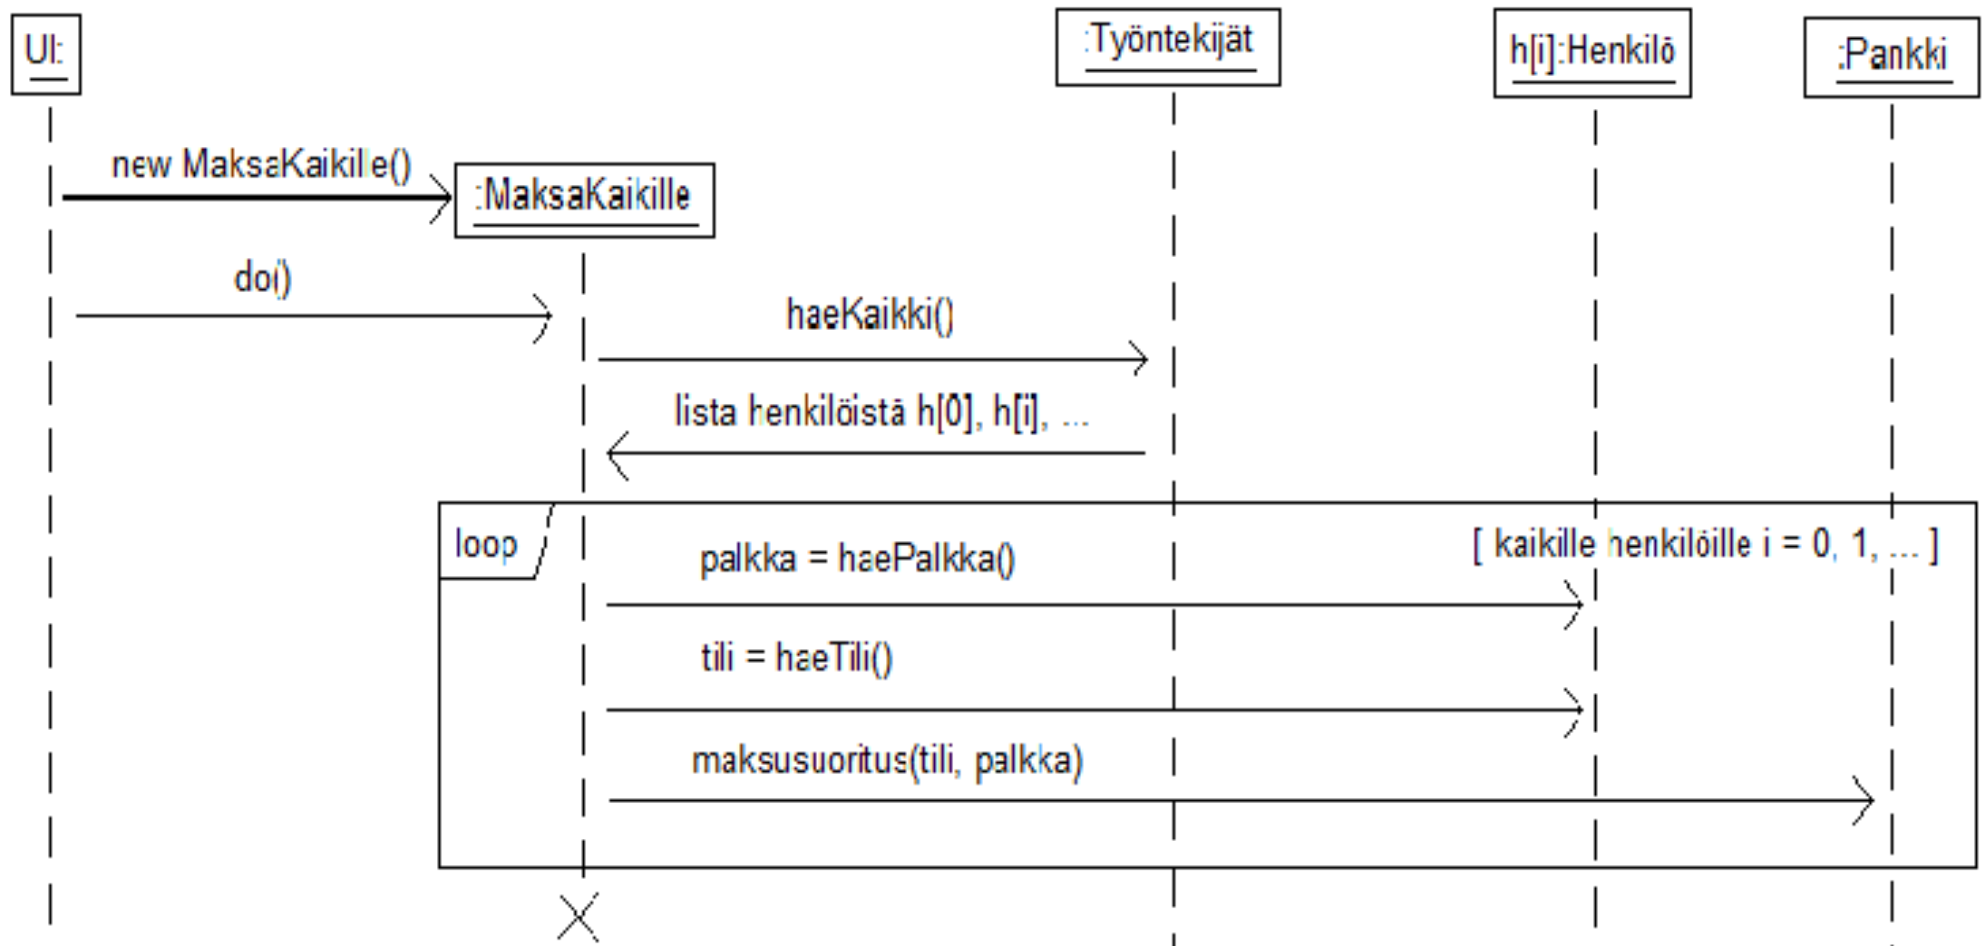 UI:
:Työntekijät
h[i]:Henkilö
:Pankki
new MaksaKaikille()
:MaksaKaikille
do()
haeKaikki()
lista henkilöistä h[0], h[i], ...
loop
[ kaikille henkilöille i = 0, 1, ... ]
palkka = haePalkka()
tili = haeTili()
maksusuoritus(tili, palkka)